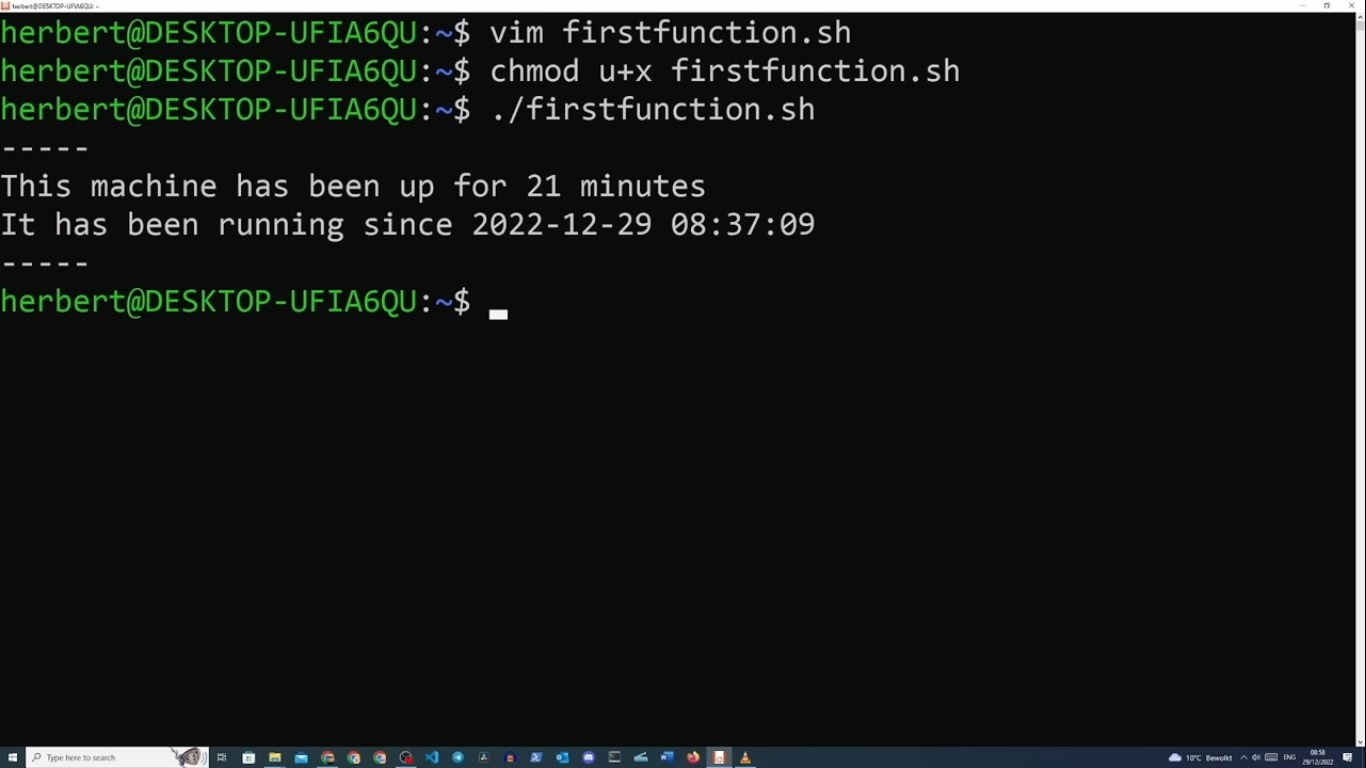 herbert@DESKTOP-UFIA6QU: ~
herbert@DESKTOP-UFIA6QU:~$ vim firstfunction.sh
herbert@DESKTOP-UFIA6QU:~$ chmod u+x firstfunction.sh
herbert@DESKTOP-UFIA6QU:~$ ./firstfunction.sh
-----
This machine has been up for 21 minutes
It has been running since 2022-12-29 08:37:09
-----
herbert@DESKTOP-UFIA6QU:~$
Type here to search
10°C Bewolkt
ENG
08:58
29/12/2022